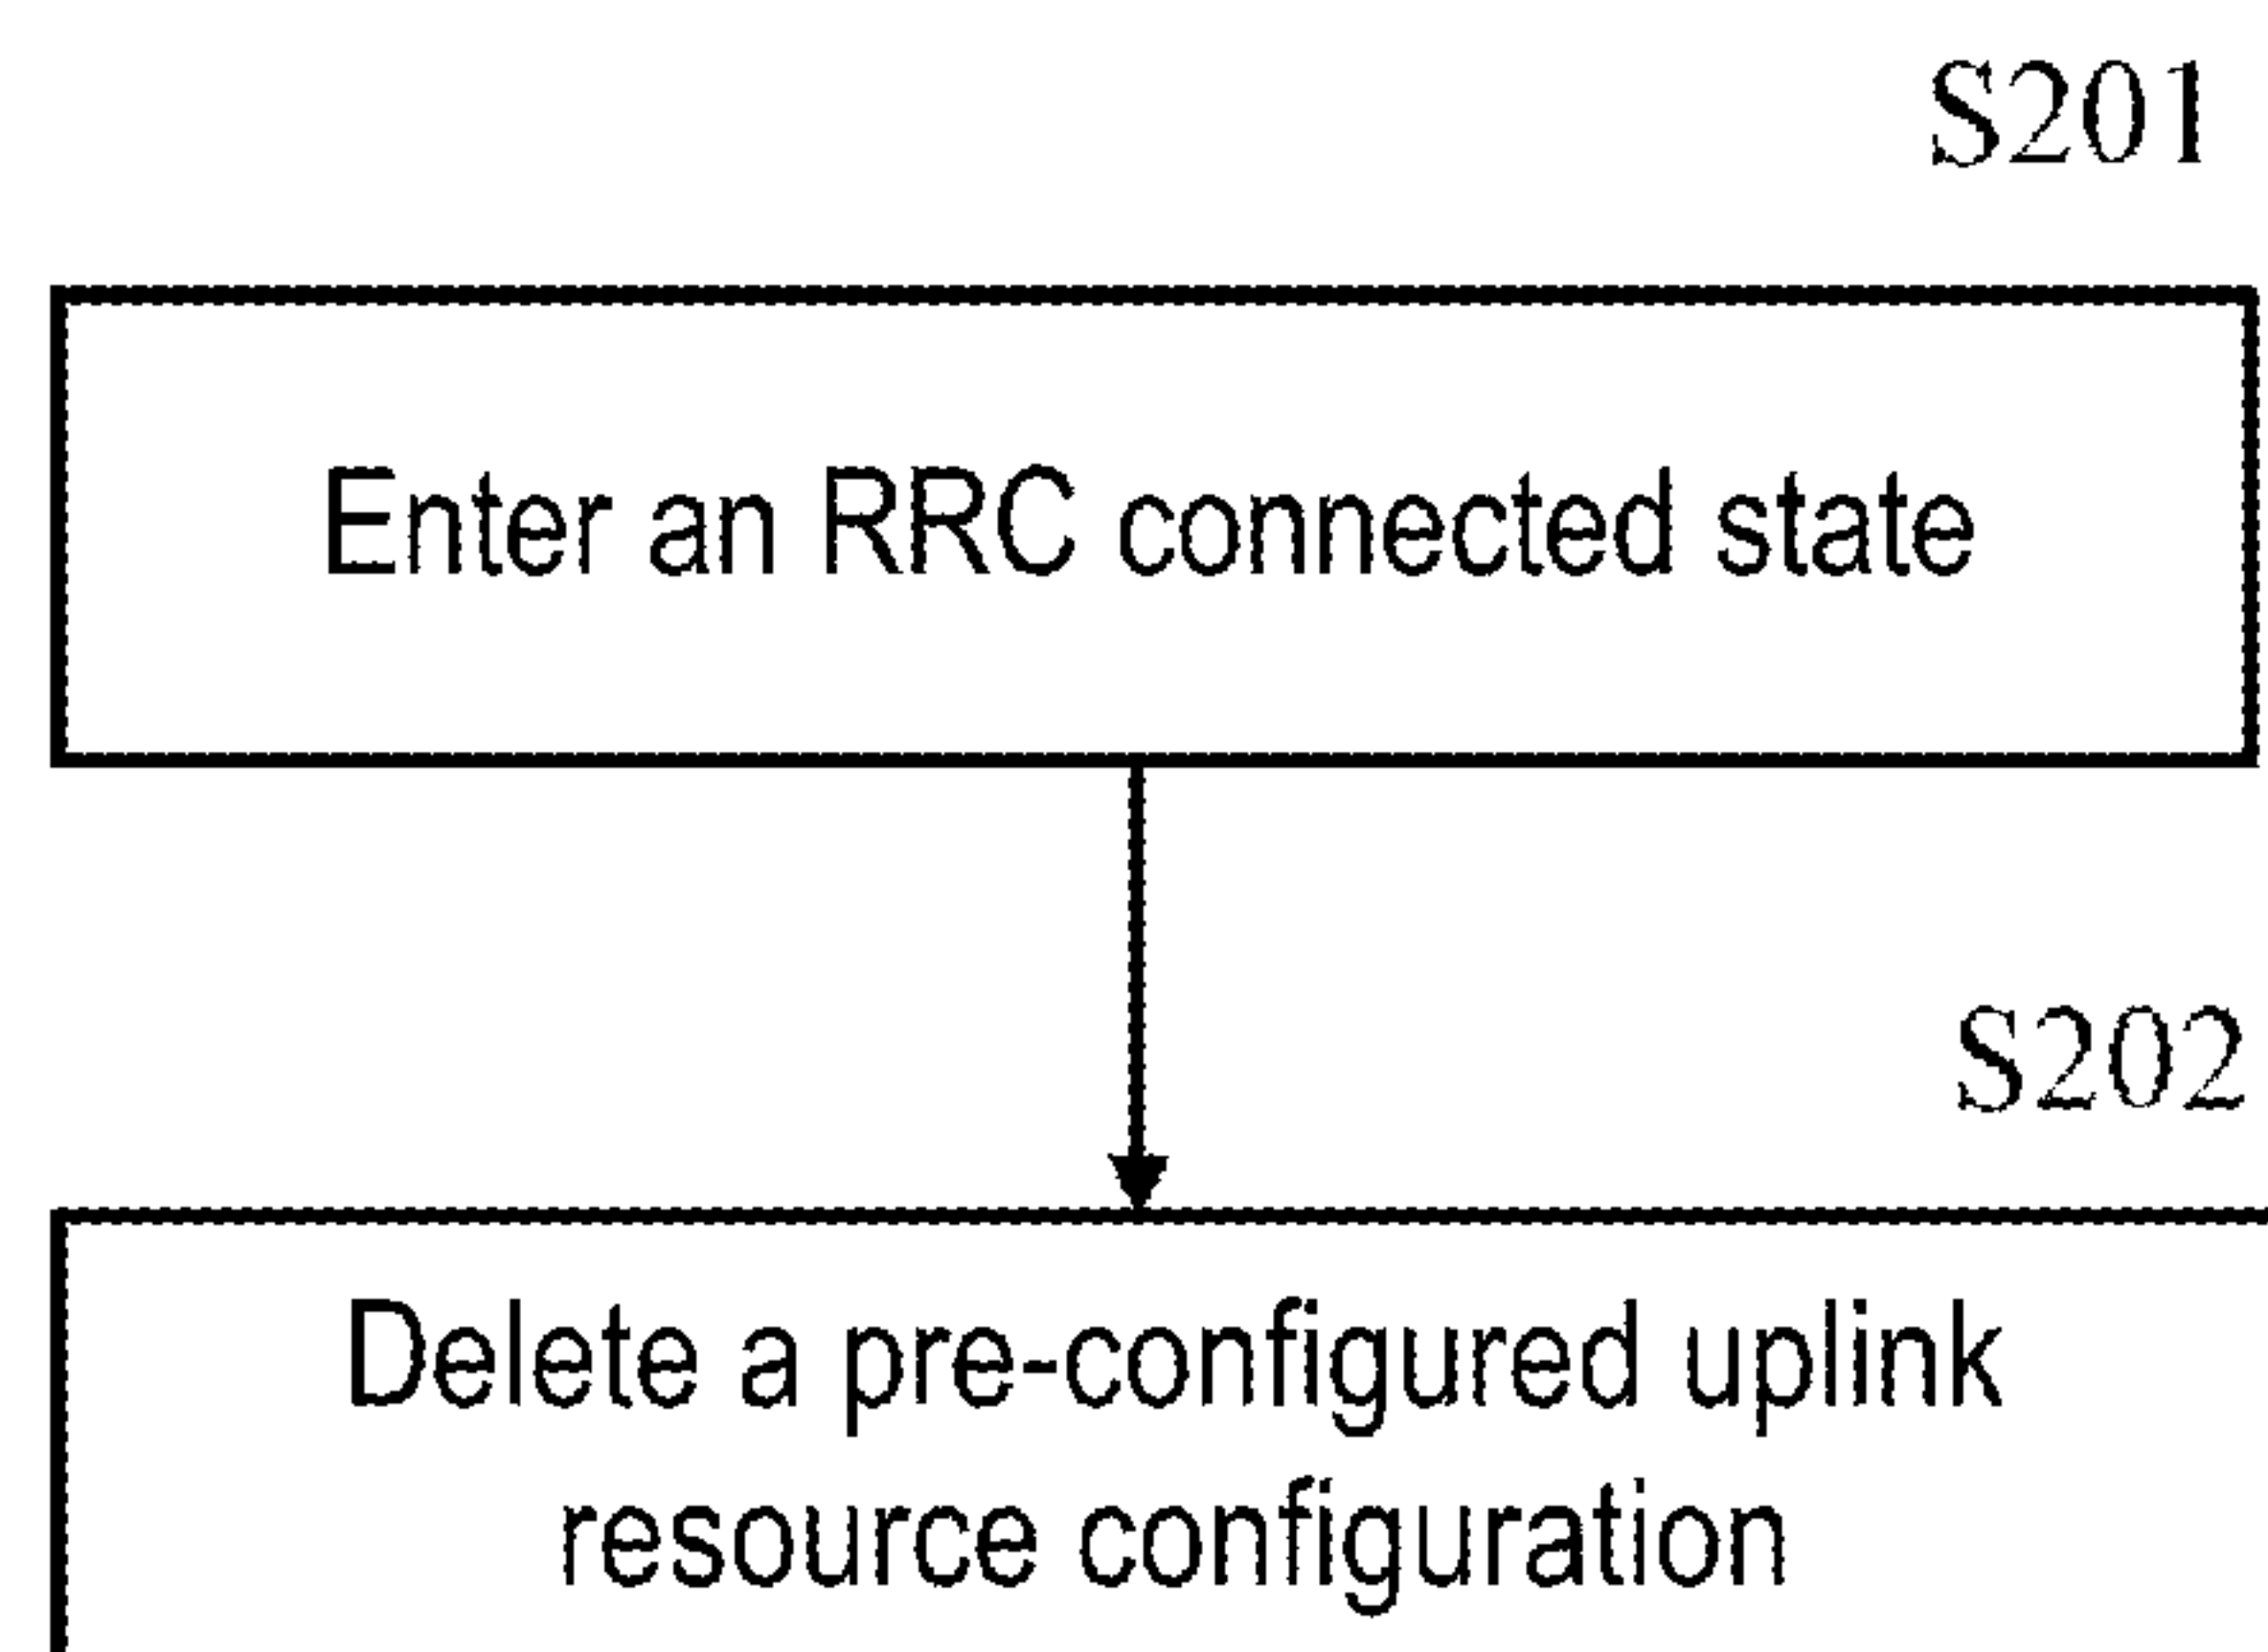 S201
Enter an RRC connected state
S202
Delete a pre-configured uplink
resource configuration